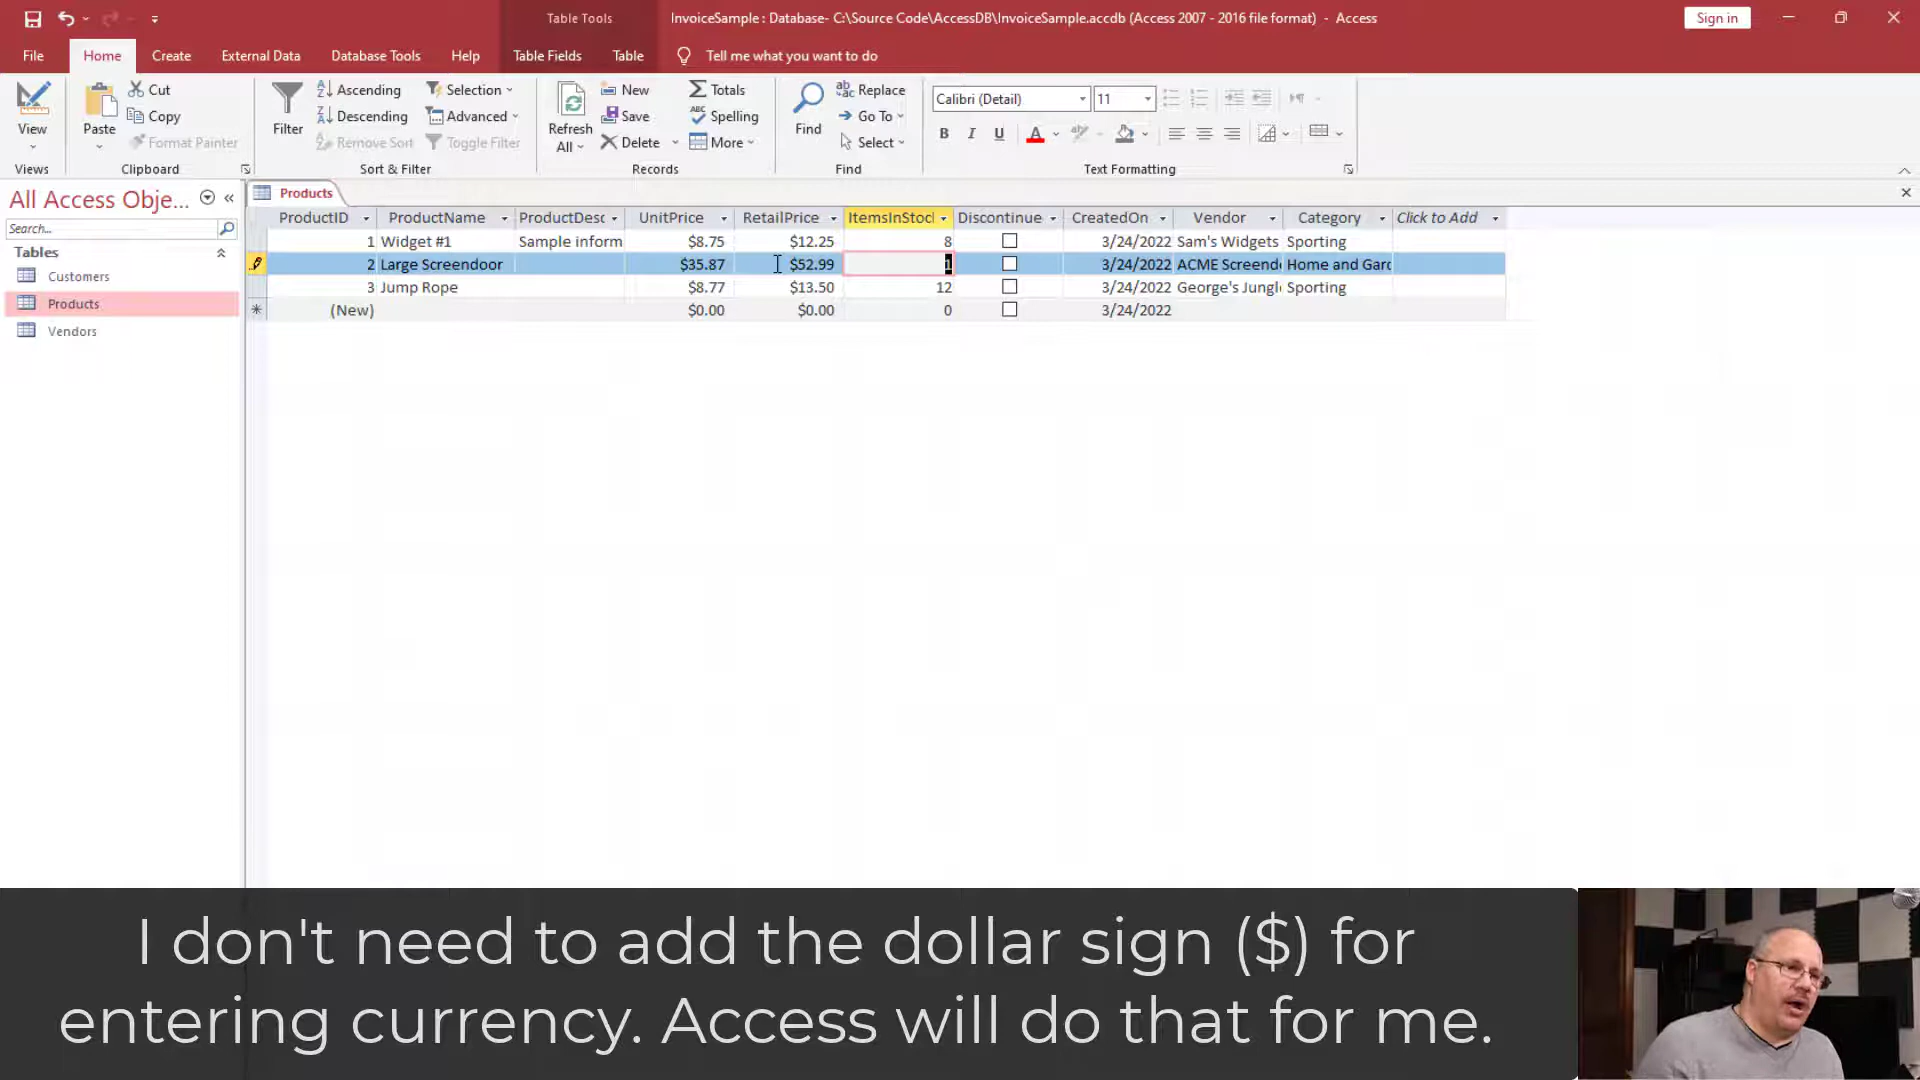 Table Tools
InvoiceSample : Database- C:\Source Code\AccessDB\InvoiceSample.accdb (Access 2007 - 2016 file format) - Access
Sign in
File Home Create External Data Database Tools Help Table Fields Table Tell me what you want to do
View
Views
Paste
Cut
Copy
Format Painter
Clipboard
Filter
Ascending
Descending
Remove Sort
Selection
Advanced
Toggle Filter
Sort & Filter
Refresh
All
New
Save
Delete
Totals
Spelling
More
Records
Find
Replace
Go To
Select
Find
Calibri (Detail) 11
B I U A
Text Formatting
All Access Obje...
Search...
Tables
Customers
Products
Vendors
Products
ProductID ProductName ProductDesc UnitPrice RetailPrice ItemsInStocl Discontinue CreatedOn Vendor Category Click to Add
1 Widget #1 Sample inform $8.75 $12.25 8 3/24/2022 Sam's Widgets Sporting
2 Large Screendoor $35.87 $52.99 1 3/24/2022 ACME Screend Home and Gard
3 Jump Rope $8.77 $13.50 12 3/24/2022 George's Jungl Sporting
* (New) $0.00 $0.00 0 3/24/2022
I don't need to add the dollar sign ($) for
entering currency. Access will do that for me.